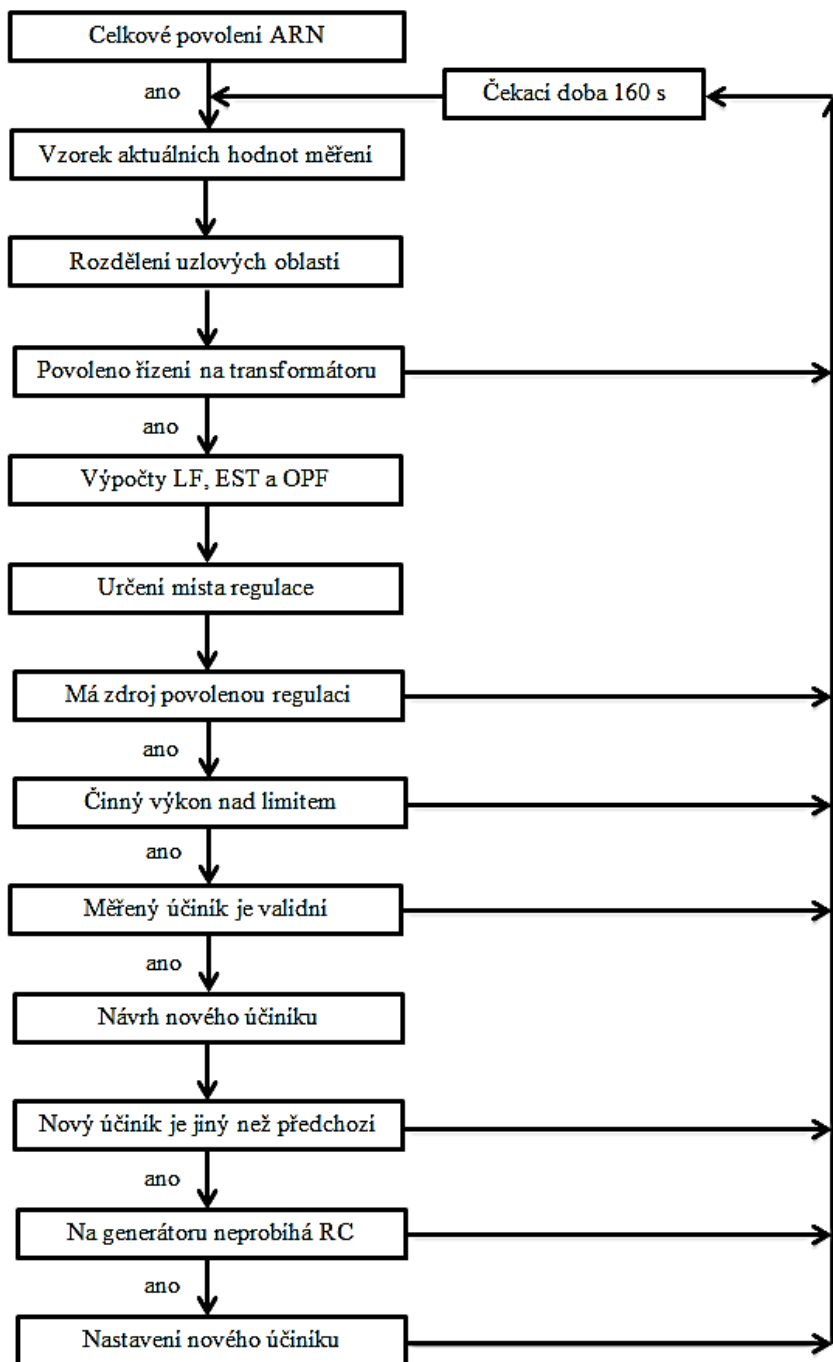 Celkové povolení ARN
ano
Čekací doba 160 s
Vzorek aktuálních hodnot měření
Rozdělení uzlových oblastí
Povoleno řízení na transformátoru
ano
Výpočty LF, EST a OPF
Určení místa regulace
Má zdroj povolenou regulaci
ano
Činný výkon nad limitem
ano
Měřený účiník je validní
ano
Návrh nového účiníku
Nový účiník je jiný než předchozí
ano
Na generátoru neprobíhá RC
ano
Nastavení nového účiníku